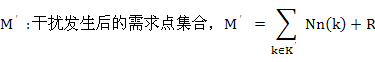 M′ :干扰发生后的需求点集合，M′ = ∑_{k∈K′} Nn(k) + R